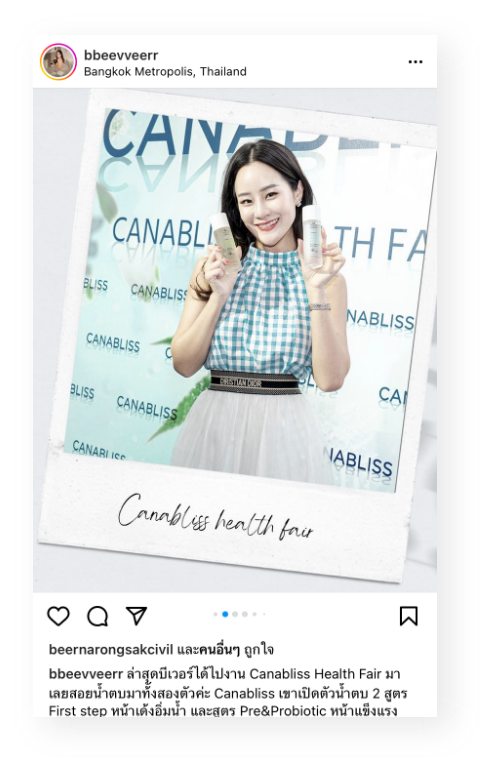 bbeevveerr
Bangkok Metropolis, Thailand
CANABLISS
CANABL TH FA
BLISS CANABLISS NABLISS
CANABLISS
BLISS CANABLISS CA
CANABLISS NABLISS
CHRISTIAN DIOR
Canabliss health fair
beernarongsakcivil และคนอื่นๆ ถูกใจ
bbeevveerr ล่าสุดบีเวอร์ได้ไปงาน Canabliss Health Fair มา
เลยสอยน้ำตบมาทั้งสองตัวค่ะ Canabliss เขาเปิดตัวน้ำตบ 2 สูตร
First step หน้าเด้งอิ่มน้ำ และสูตร Pre&Probiotic หน้าแข็งแรง